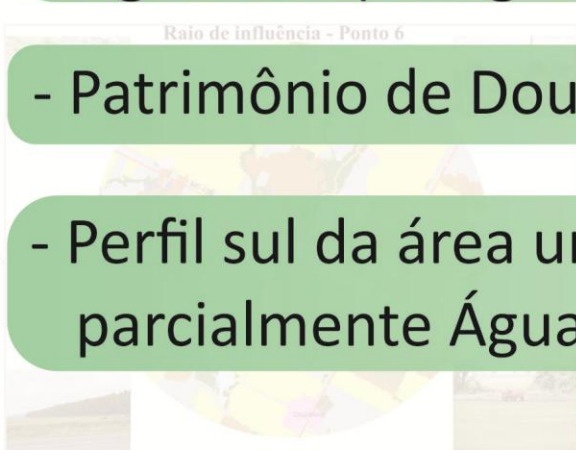 Raio de influência - Ponto 6
- Patrimônio de Dou
- Perfil sul da área u
parcialmente Água